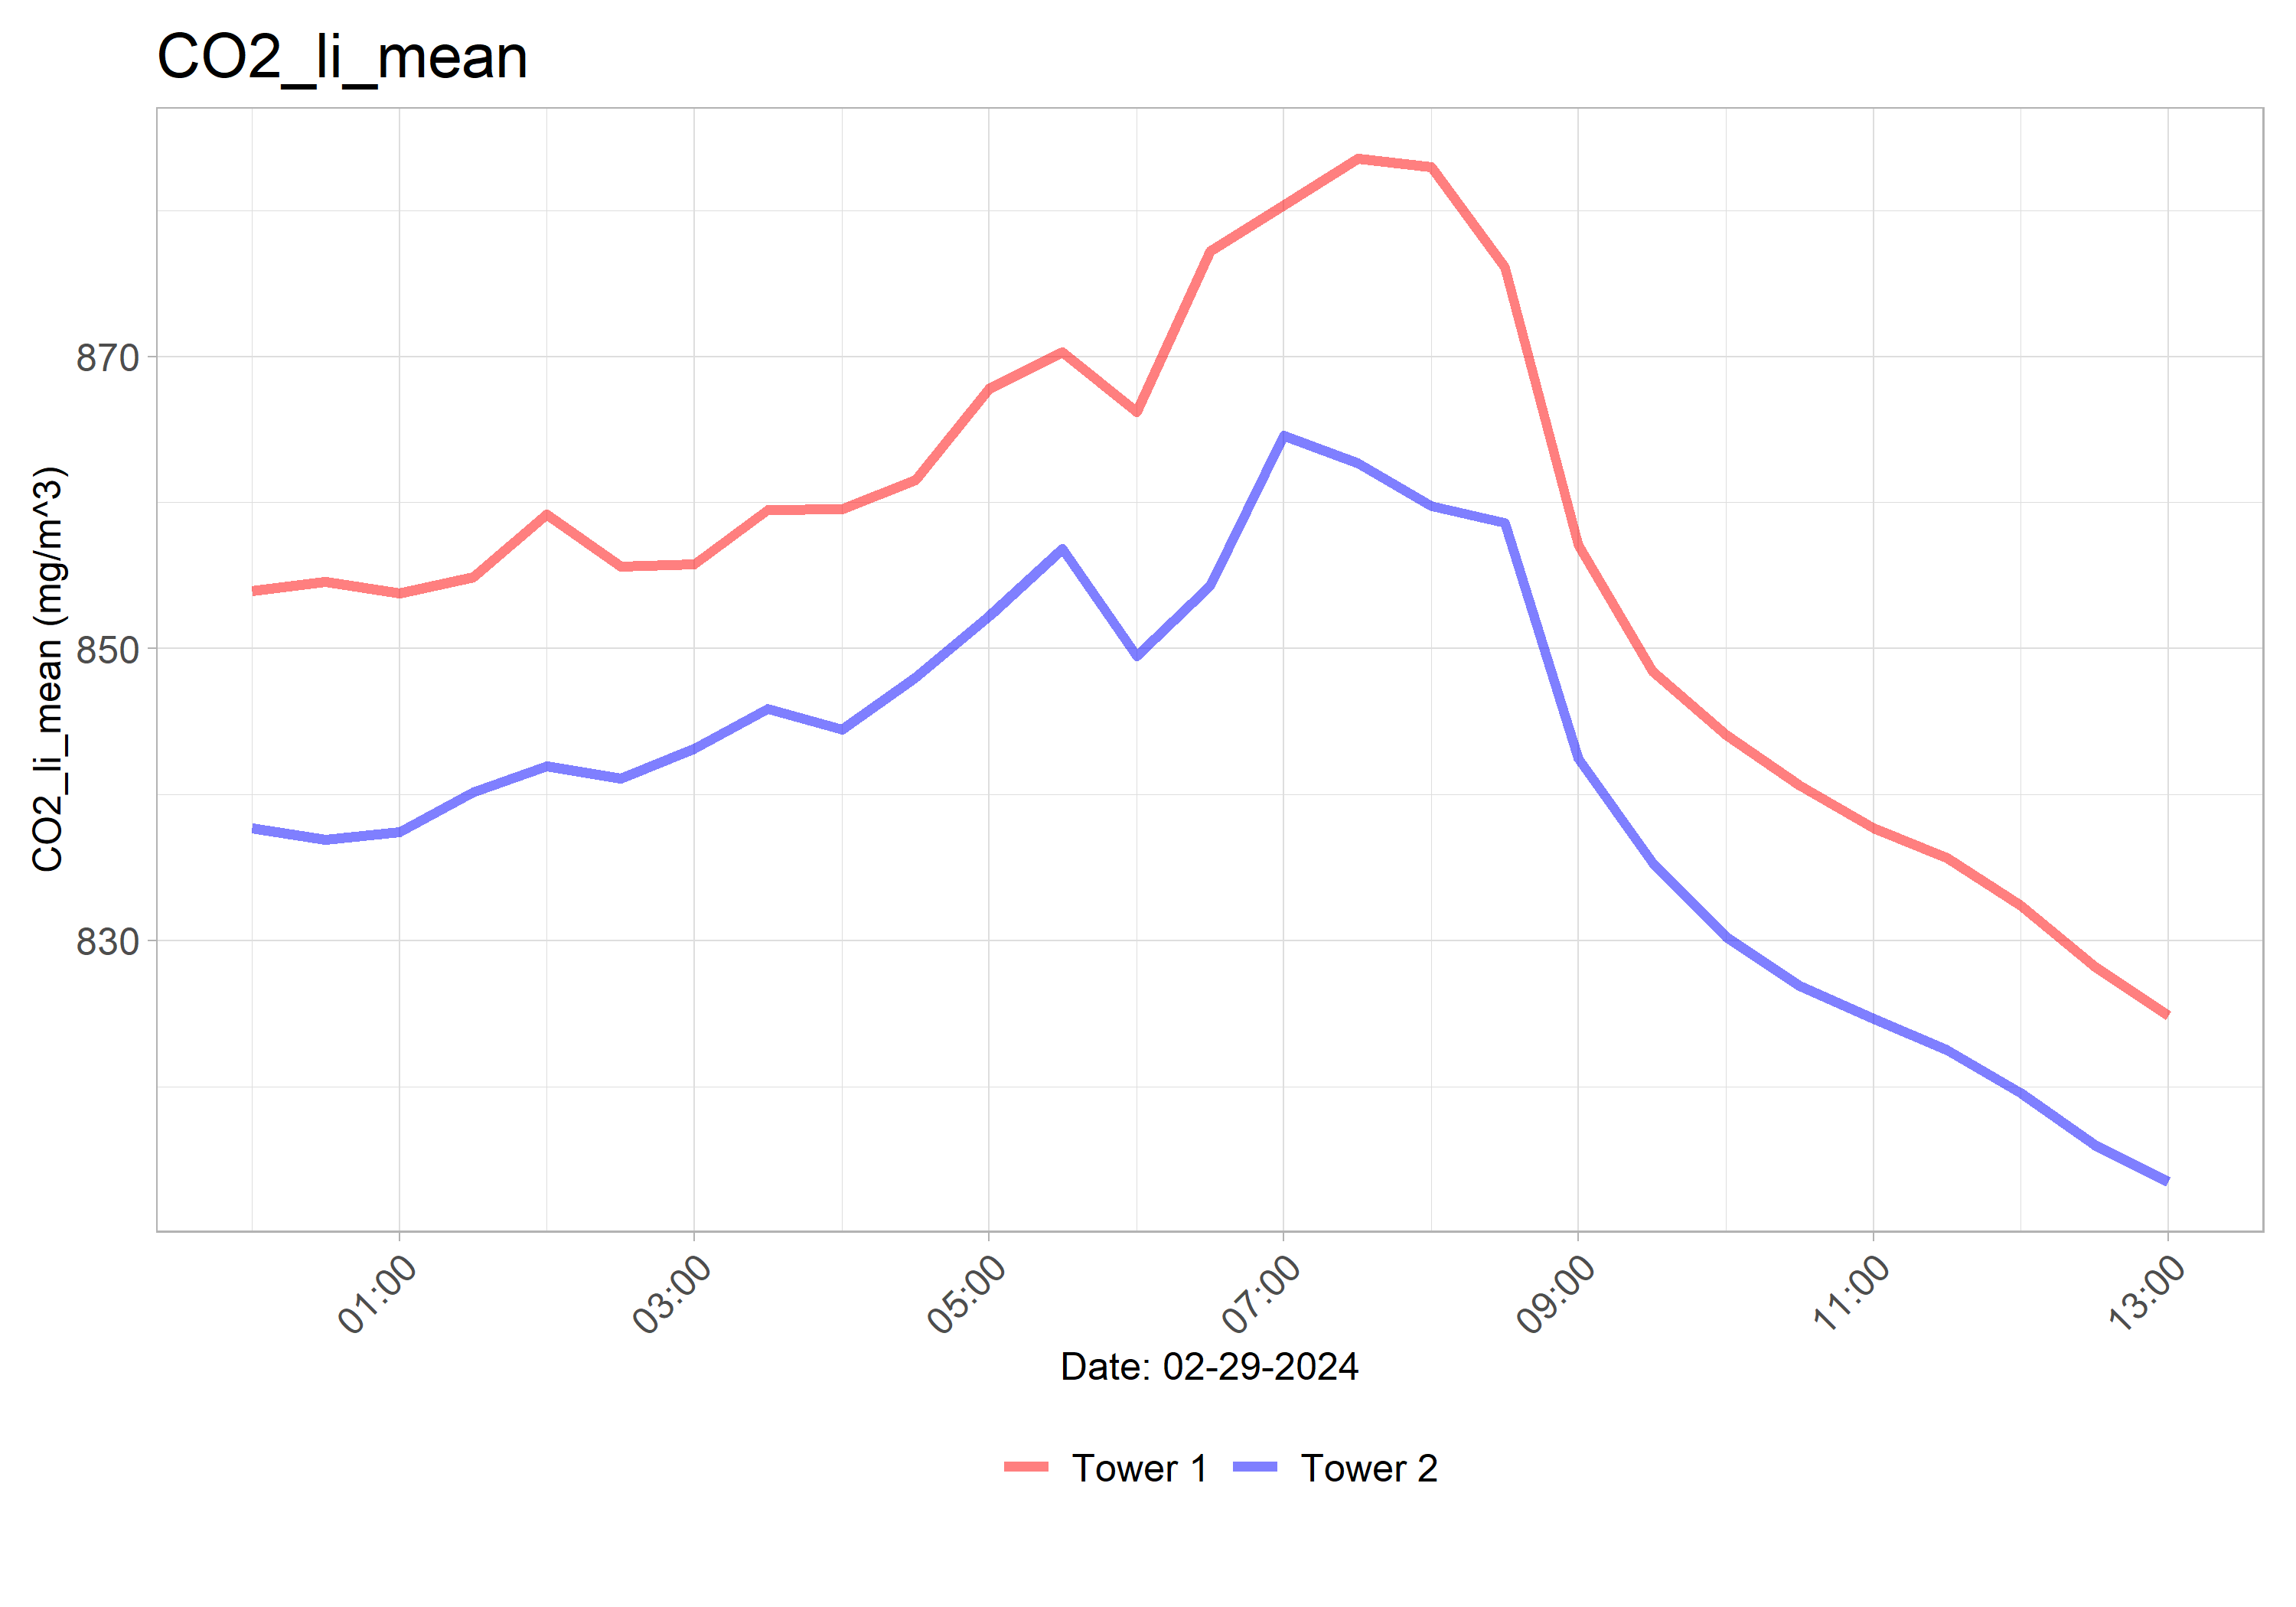 CO2_li_mean
CO2_li_mean (mg/m^3)
870
850
830
01:00
03:00
05:00
07:00
09:00
11:00
13:00
Date: 02-29-2024
Tower 1
Tower 2